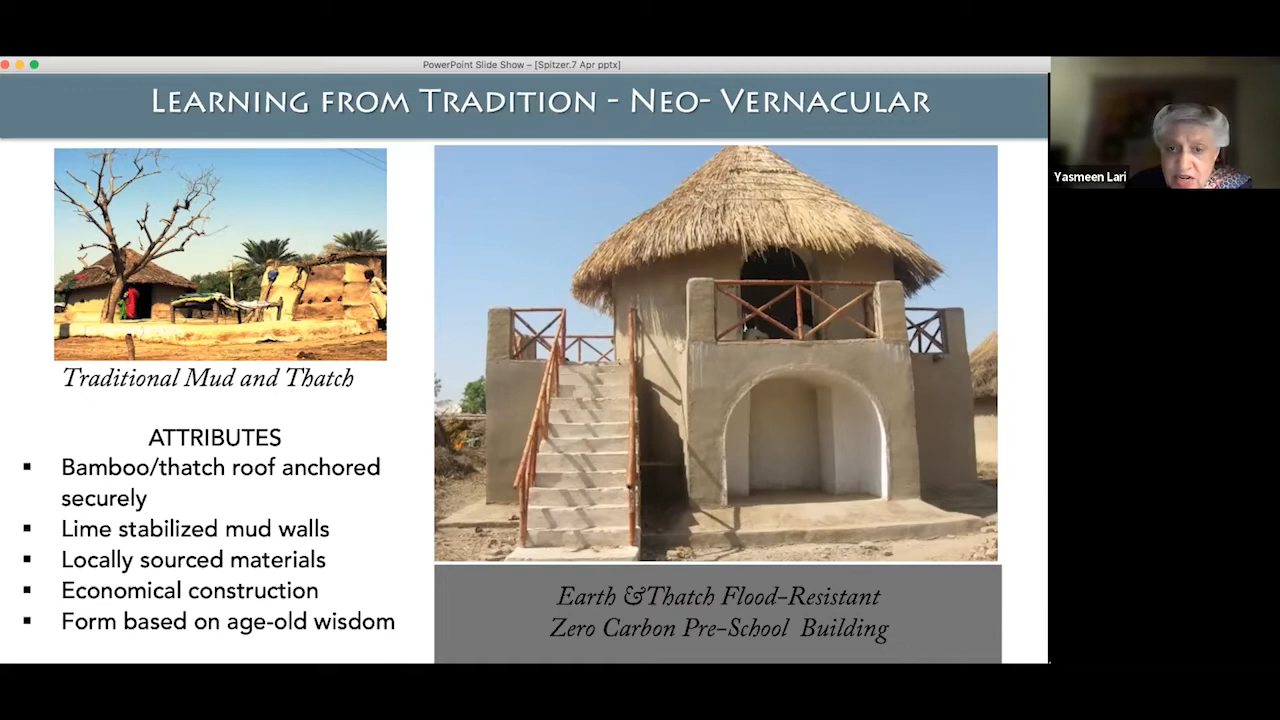 PowerPoint Slide Show – [Spitzer.7 Apr pptx]
Learning from Tradition - Neo- Vernacular
Yasmeen Lari
Traditional Mud and Thatch
ATTRIBUTES
▪ Bamboo/thatch roof anchored
securely
▪ Lime stabilized mud walls
▪ Locally sourced materials
▪ Economical construction
▪ Form based on age-old wisdom
Earth &Thatch Flood-Resistant
Zero Carbon Pre-School Building